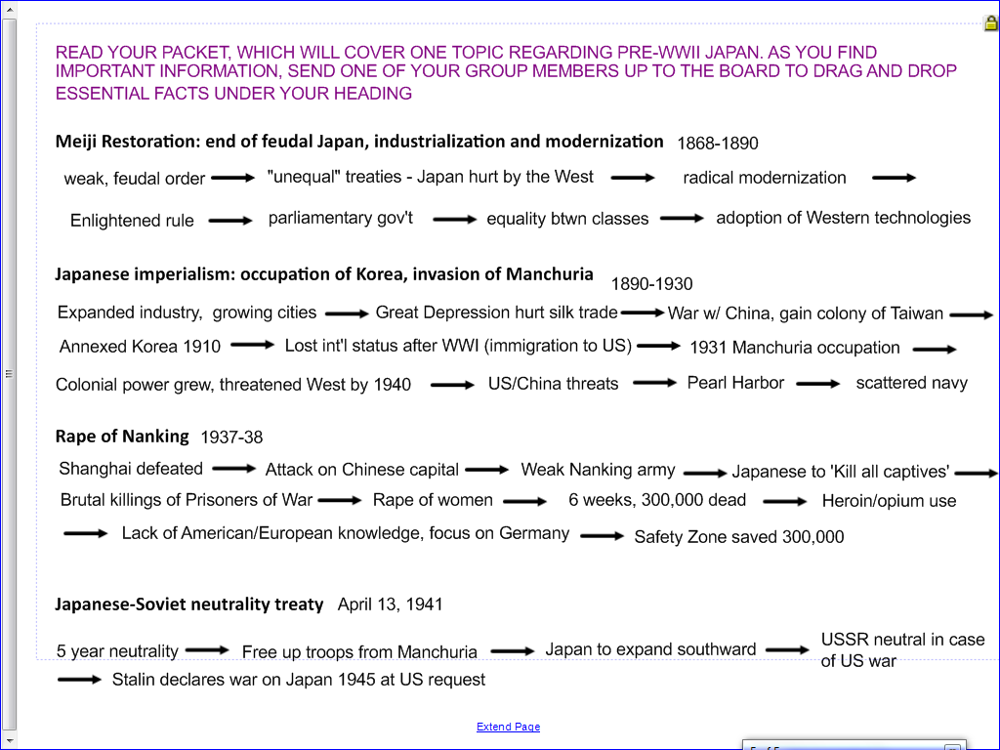 READ YOUR PACKET, WHICH WILL COVER ONE TOPIC REGARDING PRE-WWII JAPAN. AS YOU FIND
IMPORTANT INFORMATION, SEND ONE OF YOUR GROUP MEMBERS UP TO THE BOARD TO DRAG AND DROP
ESSENTIAL FACTS UNDER YOUR HEADING
Meiji Restoration: end of feudal Japan, industrialization and modernization 1868-1890
weak, feudal order "unequal" treaties - Japan hurt by the West radical modernization
Enlightened rule parliamentary gov't equality btwn classes adoption of Western technologies
Japanese imperialism: occupation of Korea, invasion of Manchuria 1890-1930
Expanded industry, growing cities Great Depression hurt silk trade War w/ China, gain colony of Taiwan
Annexed Korea 1910 Lost int'l status after WWI (immigration to US) 1931 Manchuria occupation
Colonial power grew, threatened West by 1940 US/China threats Pearl Harbor scattered navy
Rape of Nanking 1937-38
Shanghai defeated Attack on Chinese capital Weak Nanking army Japanese to 'Kill all captives'
Brutal killings of Prisoners of War Rape of women 6 weeks, 300,000 dead Heroin/opium use
Lack of American/European knowledge, focus on Germany Safety Zone saved 300,000
Japanese-Soviet neutrality treaty April 13, 1941
5 year neutrality Free up troops from Manchuria Japan to expand southward USSR neutral in case
of US war
Stalin declares war on Japan 1945 at US request
Extend Page